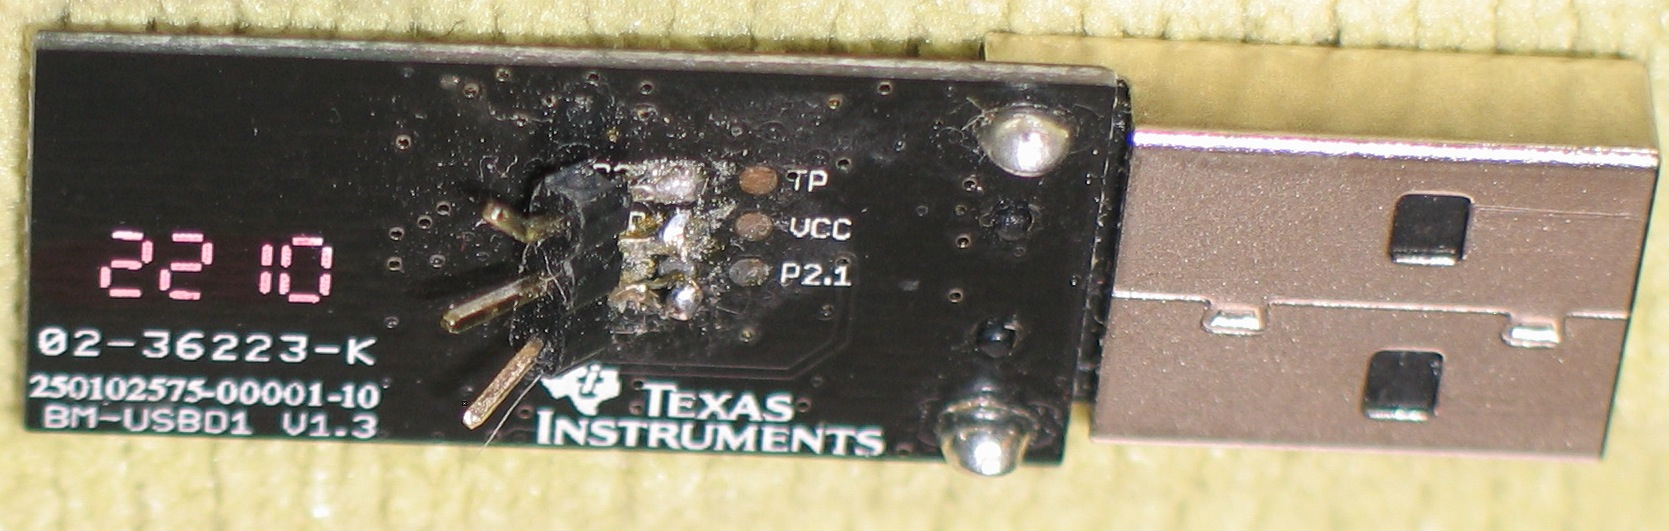 2210
02-36223-K
250102575-00001-10
BM-USBD1 V1.3
TP
VCC
P2.1
TEXAS
INSTRUMENTS